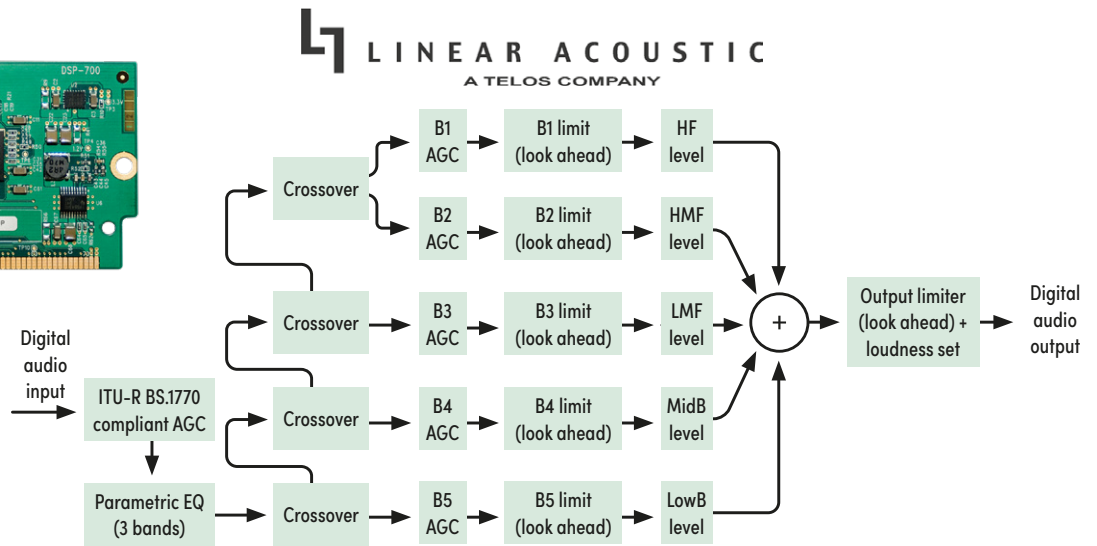 LINEAR ACOUSTIC
A TELOS COMPANY
DSP-700
B1
AGC
B1 limit
(look ahead)
HF
level
Crossover
B2
AGC
B2 limit
(look ahead)
HMF
level
Crossover
B3
AGC
B3 limit
(look ahead)
LMF
level
+
Output limiter
(look ahead) +
loudness set
Digital
audio
output
Digital
audio
input
ITU-R BS.1770
compliant AGC
Crossover
B4
AGC
B4 limit
(look ahead)
MidB
level
Parametric EQ
(3 bands)
Crossover
B5
AGC
B5 limit
(look ahead)
LowB
level